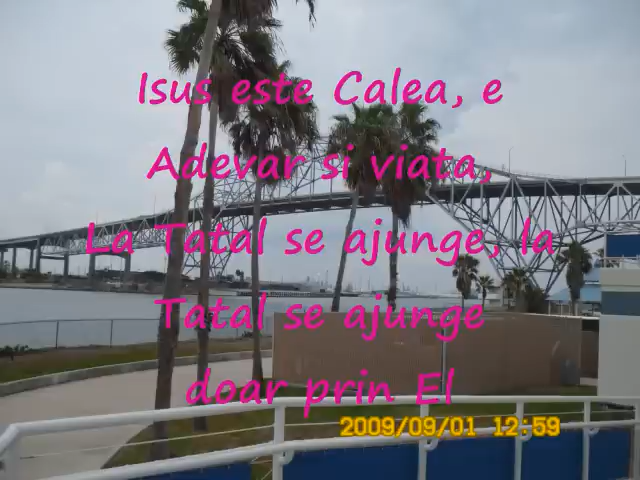 Isus este Calea, e
Adevar si viata,
La Tatal se ajunge, la
Tatal se ajunge
doar prin El
2009/09/01 12:59